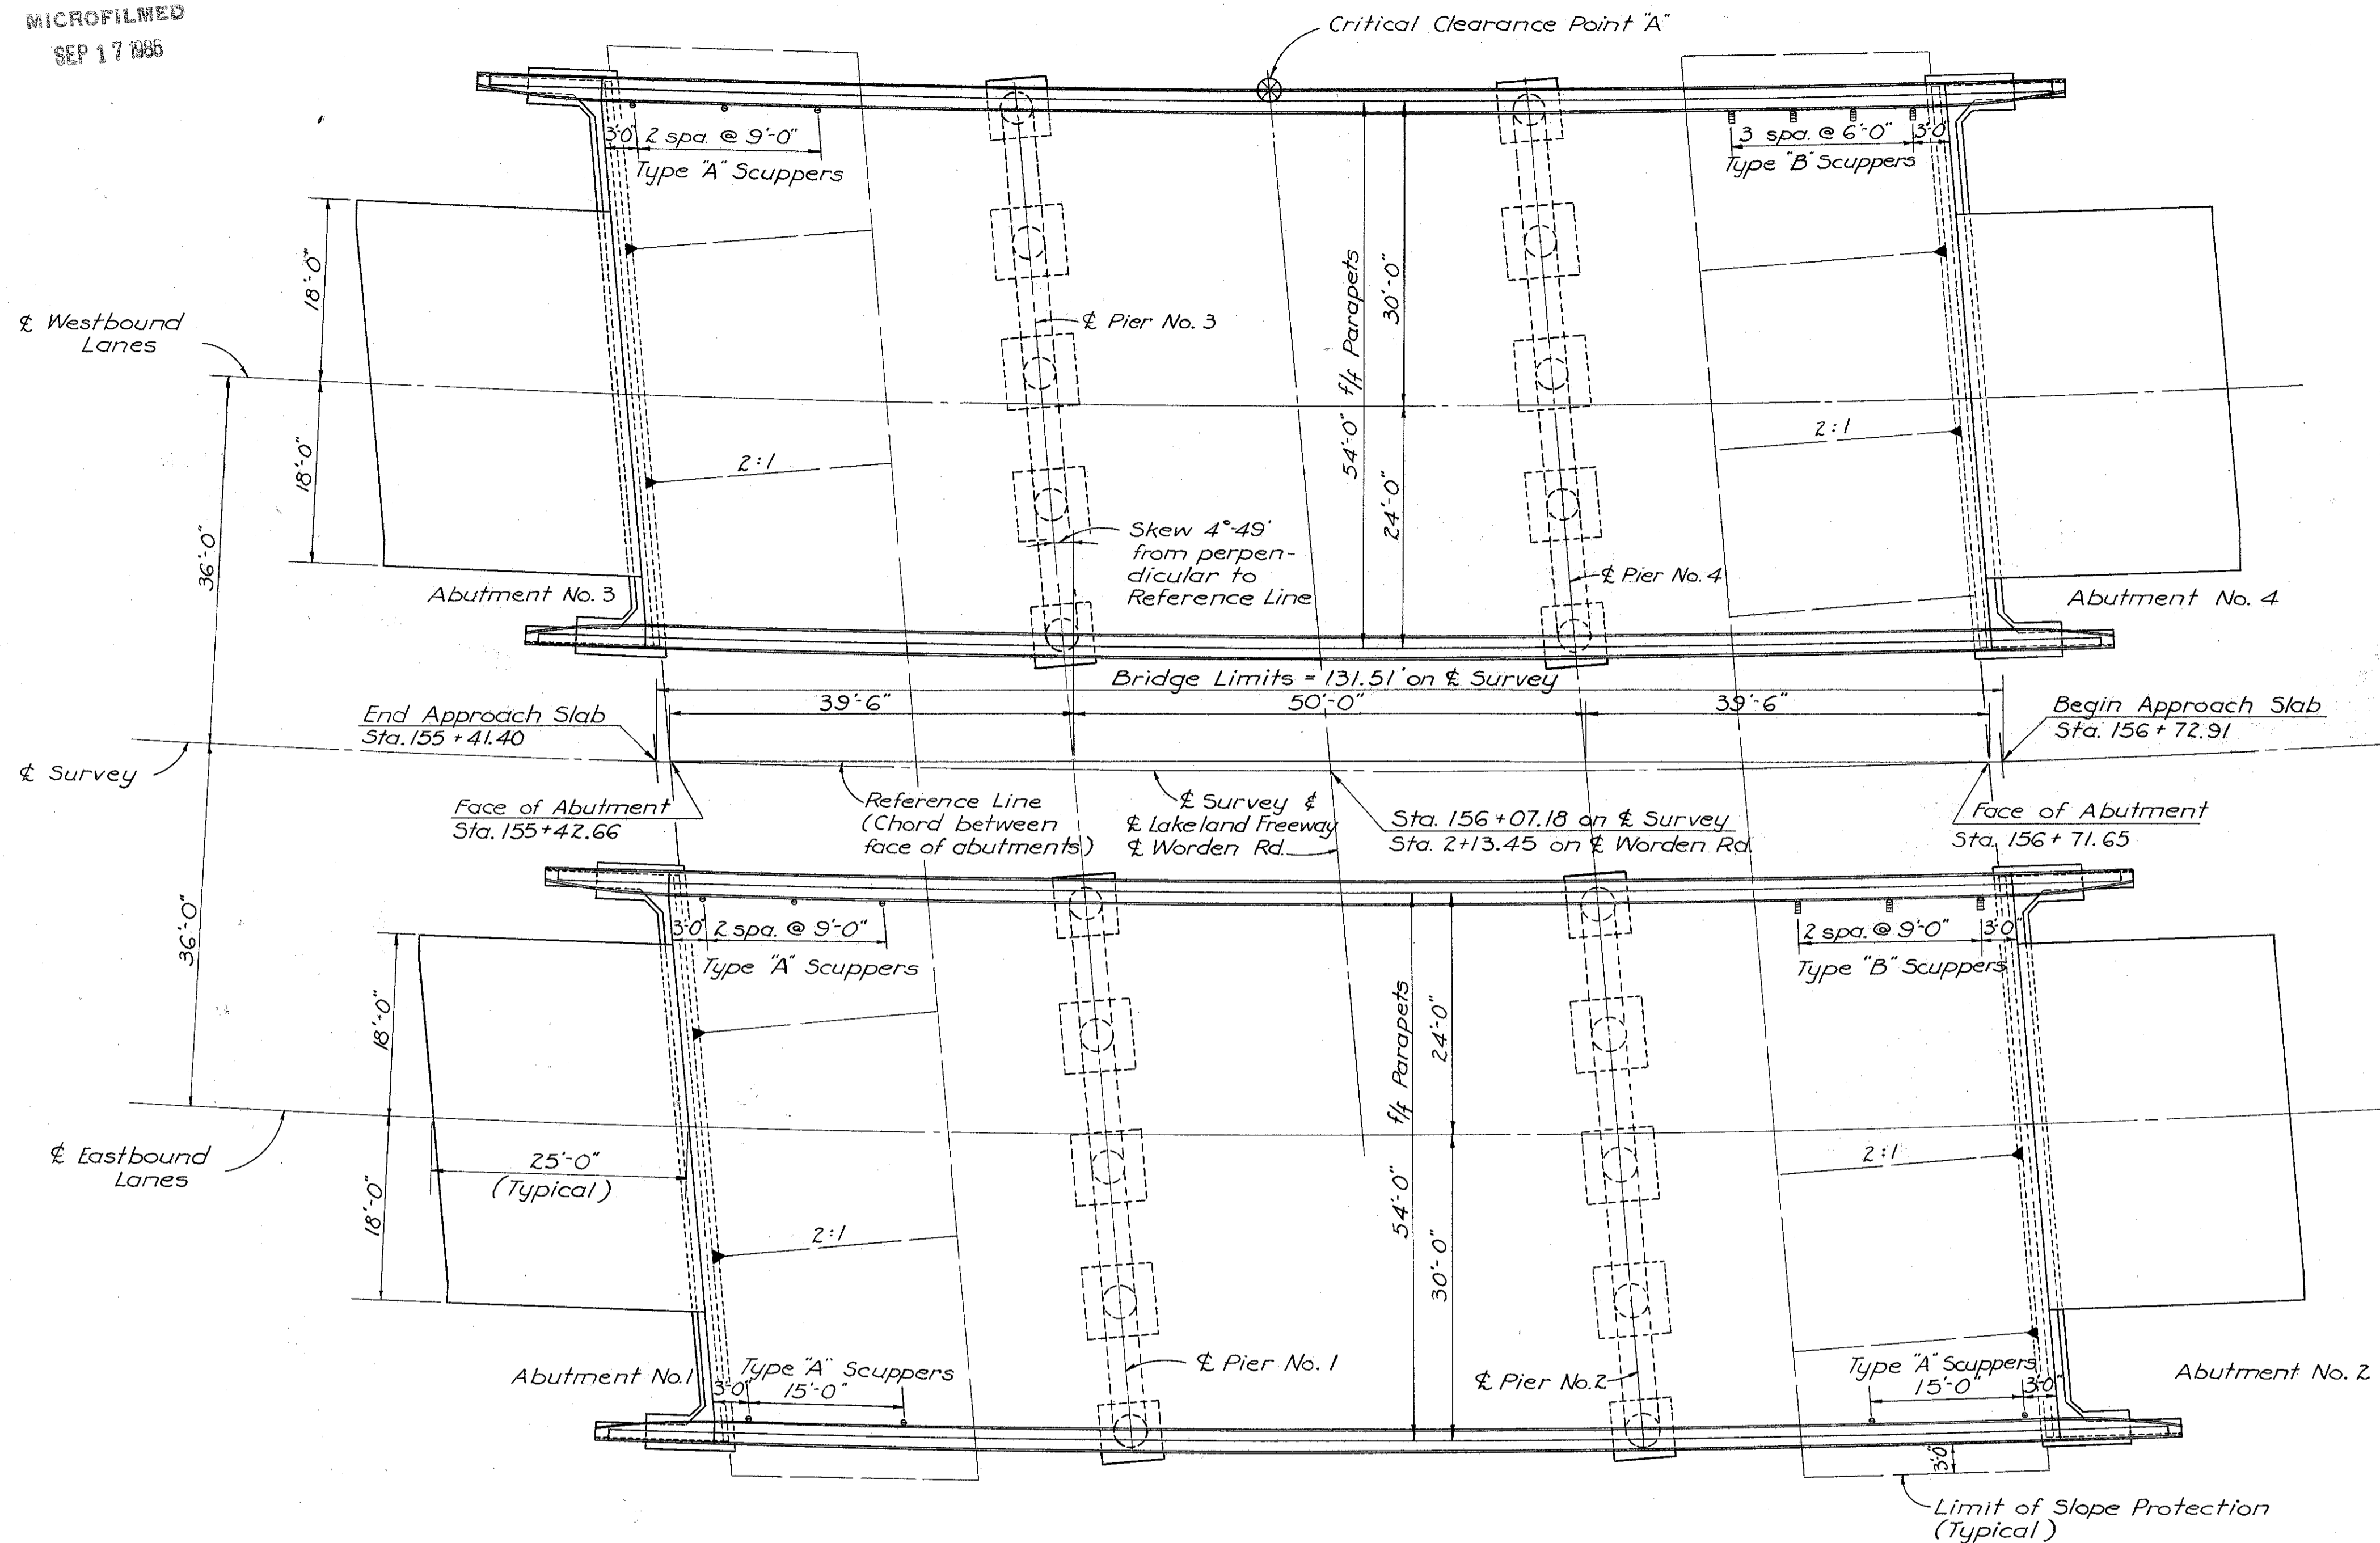 MICROFILMED
SEP 17 1986
Critical Clearance Point "A"
3'-0" 2 spa. @ 9'-0"
Type "A" Scuppers
3 spa. @ 6'-0" 3'-0"
Type "B" Scuppers
18'-0"
18'-0"
℄ Westbound
Lanes
℄ Pier No. 3
54'-0" f/f Parapets
30'-0"
24'-0"
2:1
2:1
36'-0"
Skew 4°-49'
from perpen-
dicular to
Reference Line
℄ Pier No. 4
Abutment No. 3
Abutment No. 4
Bridge Limits = 131.51' on ℄ Survey
39'-6"
50'-0"
39'-6"
End Approach Slab
Sta. 155 + 41.40
Begin Approach Slab
Sta. 156 + 72.91
℄ Survey
Face of Abutment
Sta. 155+42.66
Reference Line
(Chord between
face of abutments)
℄ Survey &
℄ Lakeland Freeway
℄ Worden Rd.
Sta. 156+07.18 on ℄ Survey
Sta. 2+13.45 on ℄ Worden Rd.
Face of Abutment
Sta. 156 + 71.65
36'-0"
3'-0" 2 spa. @ 9'-0"
Type "A" Scuppers
2 spa. @ 9'-0" 3'-0"
Type "B" Scuppers
18'-0"
18'-0"
54'-0" f/f Parapets
24'-0"
30'-0"
℄ Eastbound
Lanes
25'-0"
(Typical)
2:1
2:1
Abutment No. 1
Type "A" Scuppers
3'-0" 15'-0"
℄ Pier No. 1
℄ Pier No. 2
Type "A" Scuppers
15'-0" 3'-0"
Abutment No. 2
3'-0"
Limit of Slope Protection
(Typical)